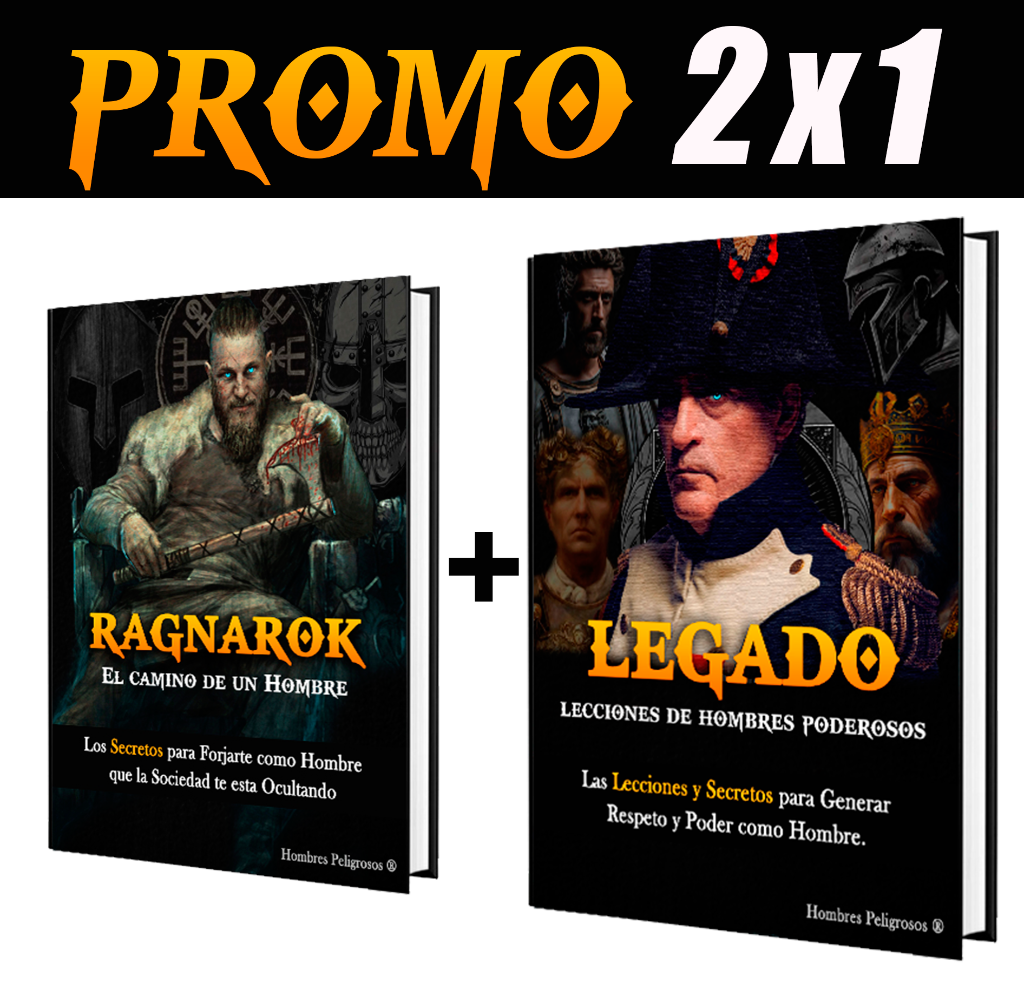 PROMO 2x1
RAGNAROK
EL CAMINO DE UN HOMBRE
Los Secretos para Forjarte como Hombre
que la Sociedad te esta Ocultando
Hombres Peligrosos ®
+
LEGADO
LECCIONES DE HOMBRES PODEROSOS
Las Lecciones y Secretos para Generar
Respeto y Poder como Hombre.
Hombres Peligrosos ®